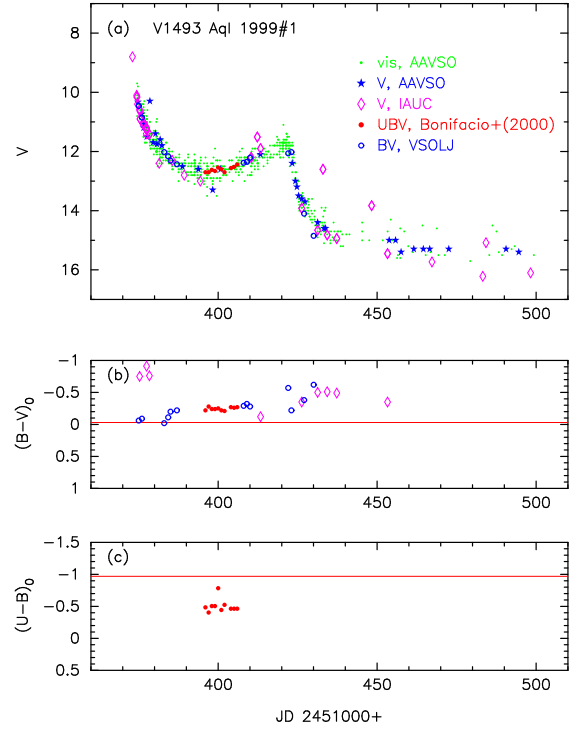 (a) V1493 Aql 1999#1
vis, AAVSO
V, AAVSO
V, IAUC
UBV, Bonifacio+(2000)
BV, VSOLJ
8
10
12
14
16
V
400
450
500
(b)
−1
−0.5
0
0.5
1
(B−V)₀
400
450
500
(c)
−1.5
−1
−0.5
0
0.5
(U−B)₀
400
450
500
JD 2451000+